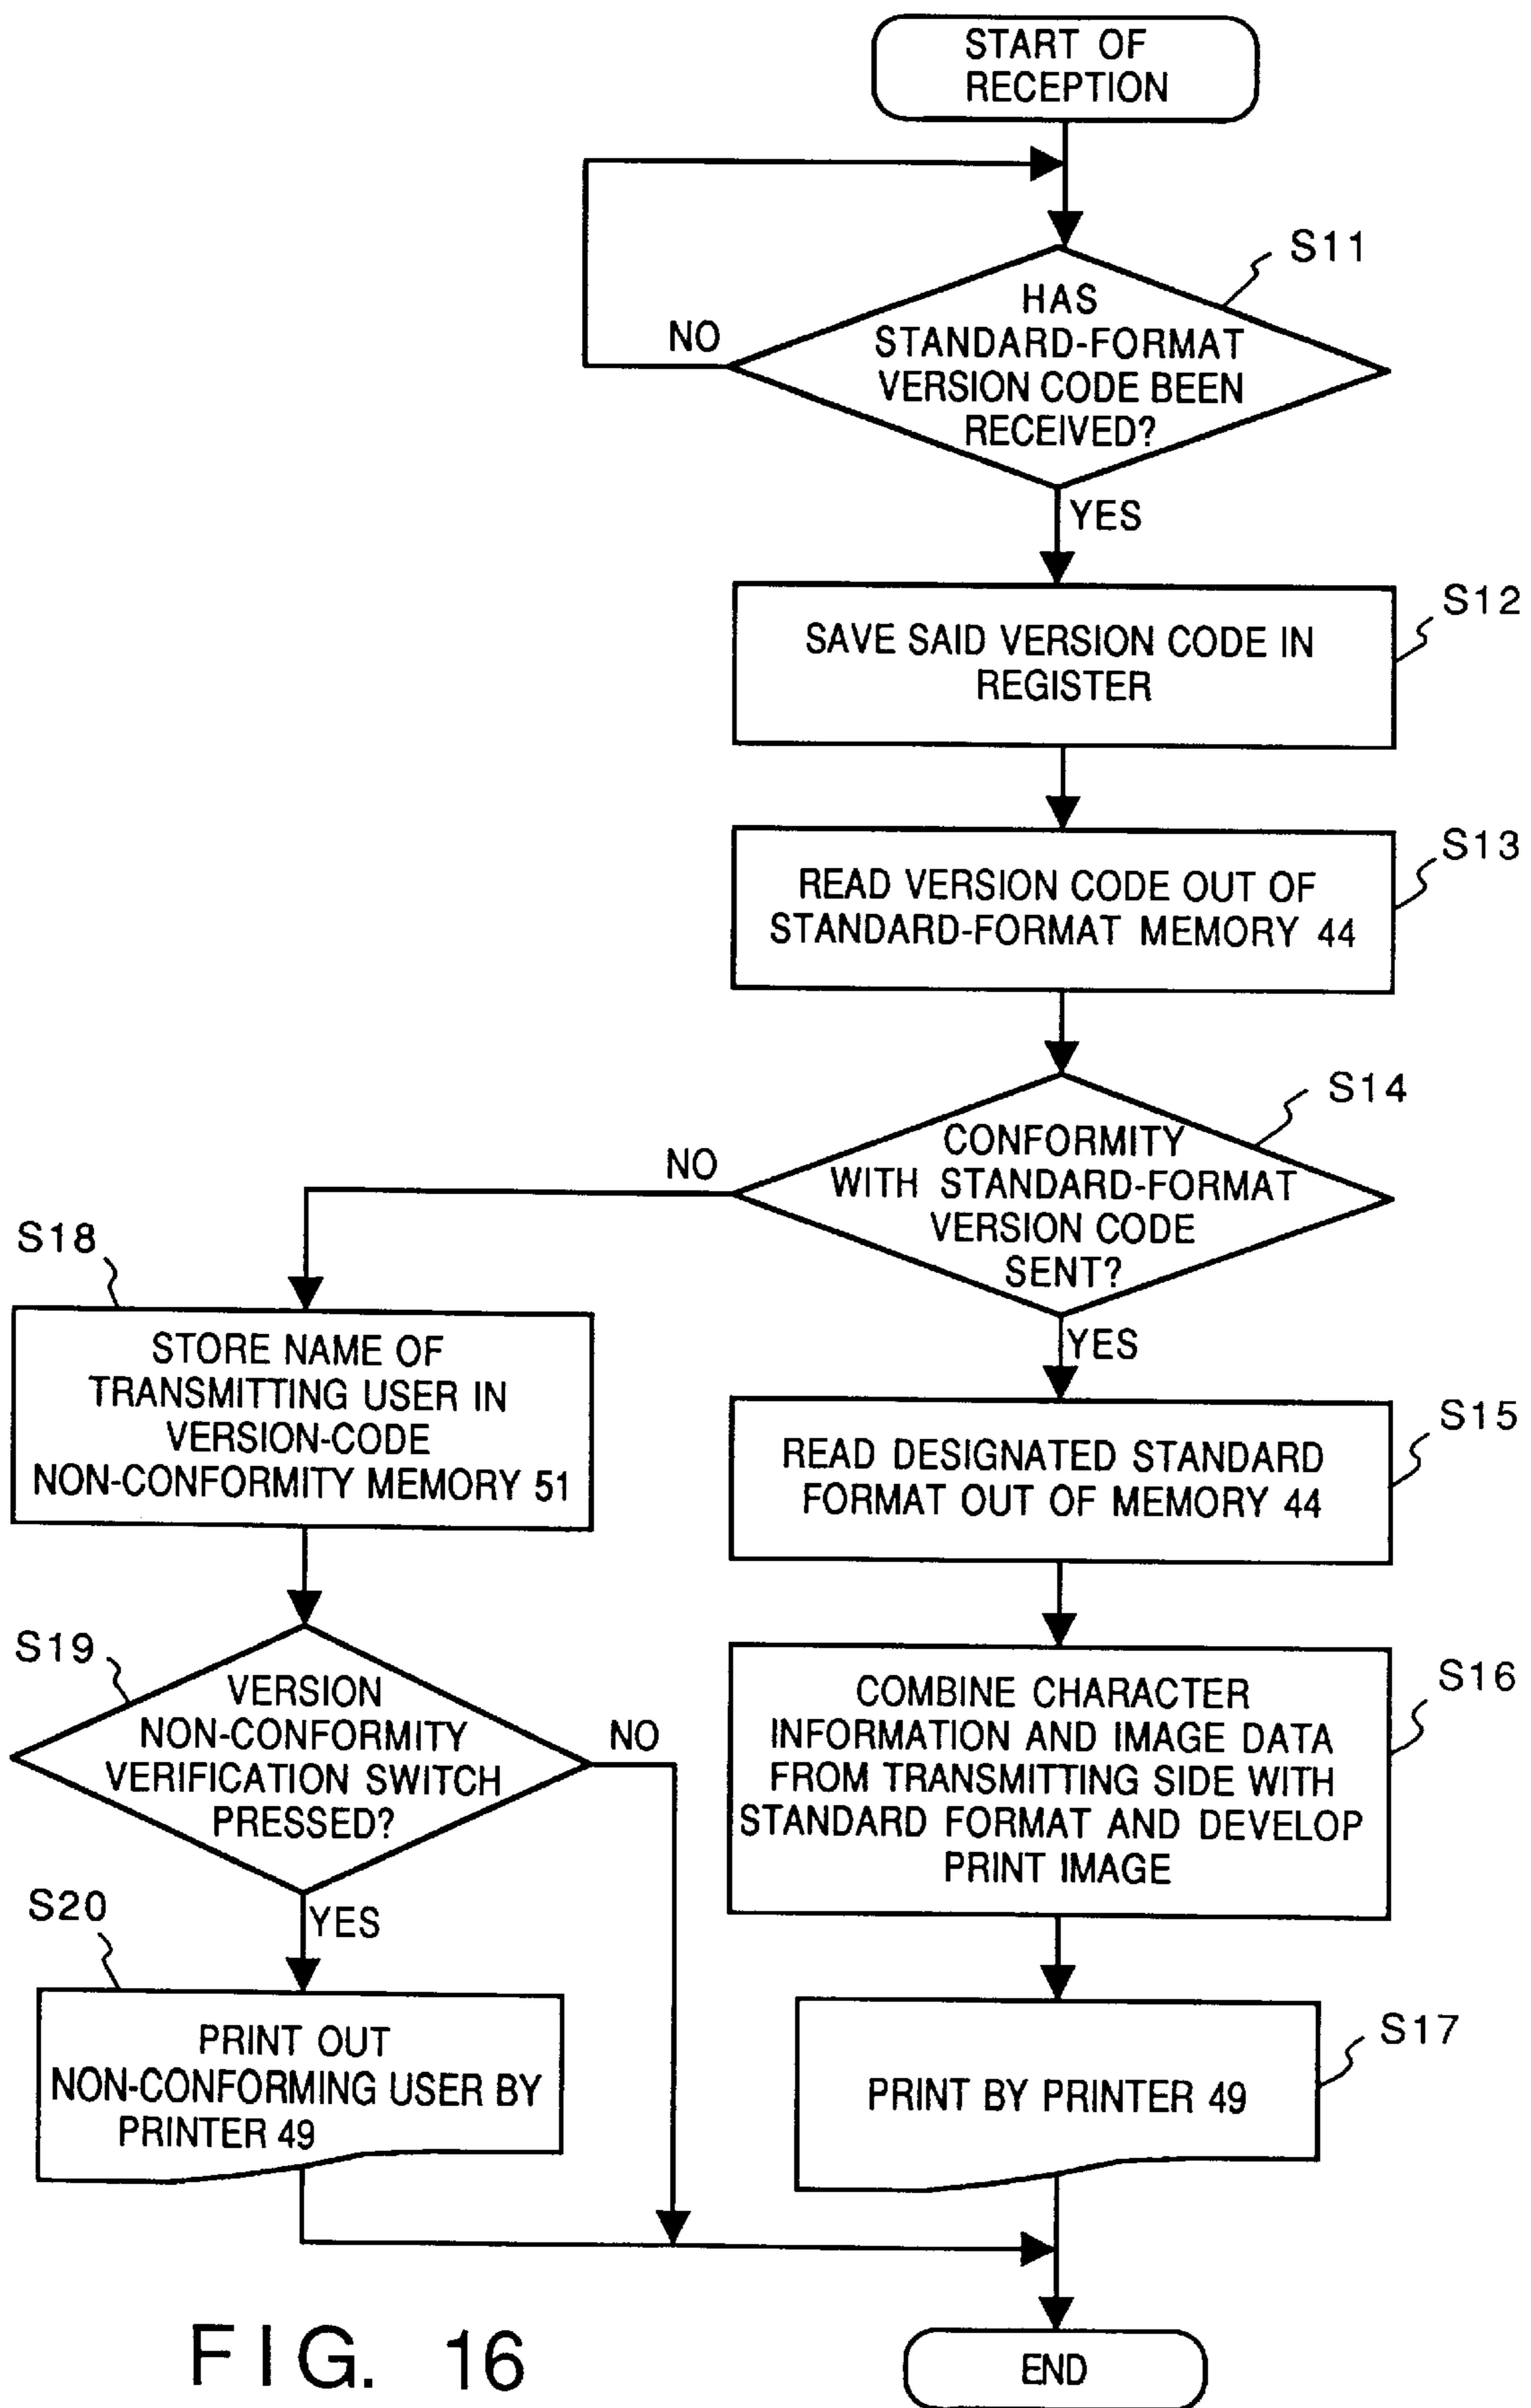 START OF
RECEPTION
S11
HAS
STANDARD-FORMAT
VERSION CODE BEEN
RECEIVED?
NO
YES
S12
SAVE SAID VERSION CODE IN
REGISTER
S13
READ VERSION CODE OUT OF
STANDARD-FORMAT MEMORY 44
S14
CONFORMITY
WITH STANDARD-FORMAT
VERSION CODE
SENT?
NO
YES
S18
STORE NAME OF
TRANSMITTING USER IN
VERSION-CODE
NON-CONFORMITY MEMORY 51
S15
READ DESIGNATED STANDARD
FORMAT OUT OF MEMORY 44
S19
VERSION
NON-CONFORMITY
VERIFICATION SWITCH
PRESSED?
NO
YES
S16
COMBINE CHARACTER
INFORMATION AND IMAGE DATA
FROM TRANSMITTING SIDE WITH
STANDARD FORMAT AND DEVELOP
PRINT IMAGE
S20
PRINT OUT
NON-CONFORMING USER BY
PRINTER 49
S17
PRINT BY PRINTER 49
END
FIG. 16